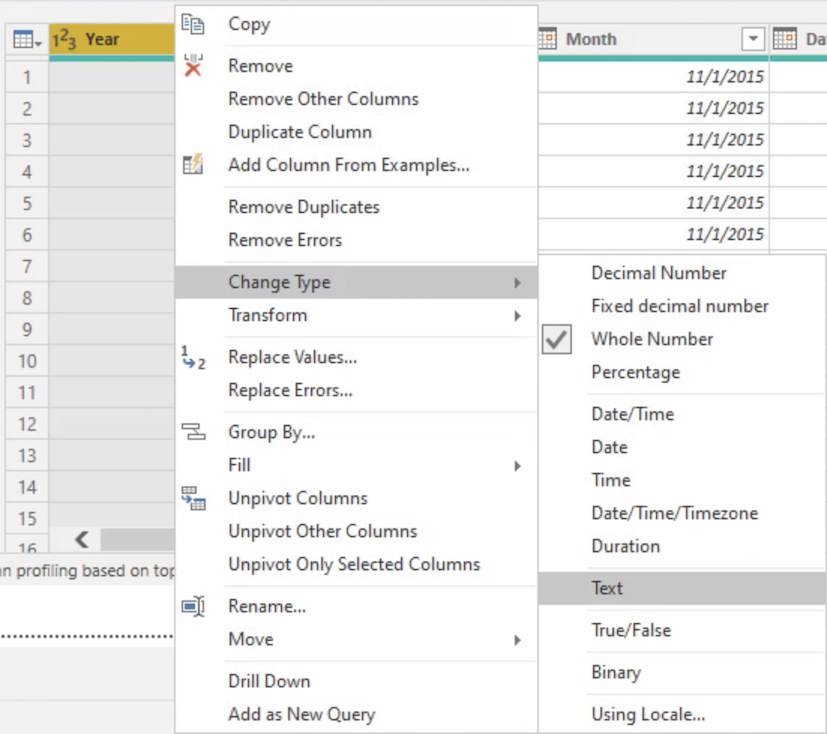 1²3 Year
Month
Da
1
11/1/2015
2
11/1/2015
3
11/1/2015
4
11/1/2015
5
11/1/2015
6
11/1/2015
7
8
9
10
11
12
13
14
15
16
n profiling based on top
Copy
Remove
Remove Other Columns
Duplicate Column
Add Column From Examples...
Remove Duplicates
Remove Errors
Change Type
Transform
1
2
Replace Values...
Replace Errors...
Group By...
Fill
Unpivot Columns
Unpivot Other Columns
Unpivot Only Selected Columns
Rename...
Move
Drill Down
Add as New Query
Decimal Number
Fixed decimal number
Whole Number
Percentage
Date/Time
Date
Time
Date/Time/Timezone
Duration
Text
True/False
Binary
Using Locale...